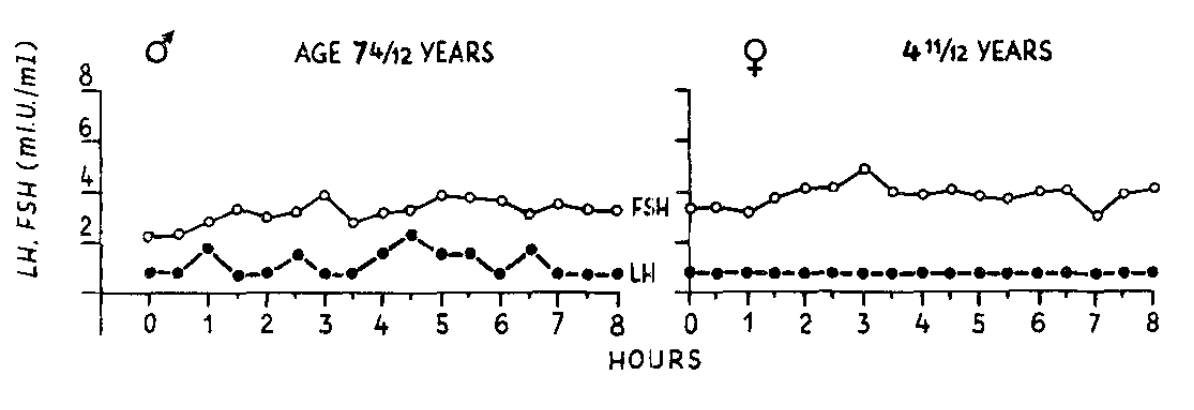 ♂ AGE 7 4/12 YEARS
♀ 4 11/12 YEARS
LH, FSH (mI.U./ml)
8
6
4
2
FSH
LH
0 1 2 3 4 5 6 7 8
0 1 2 3 4 5 6 7 8
HOURS